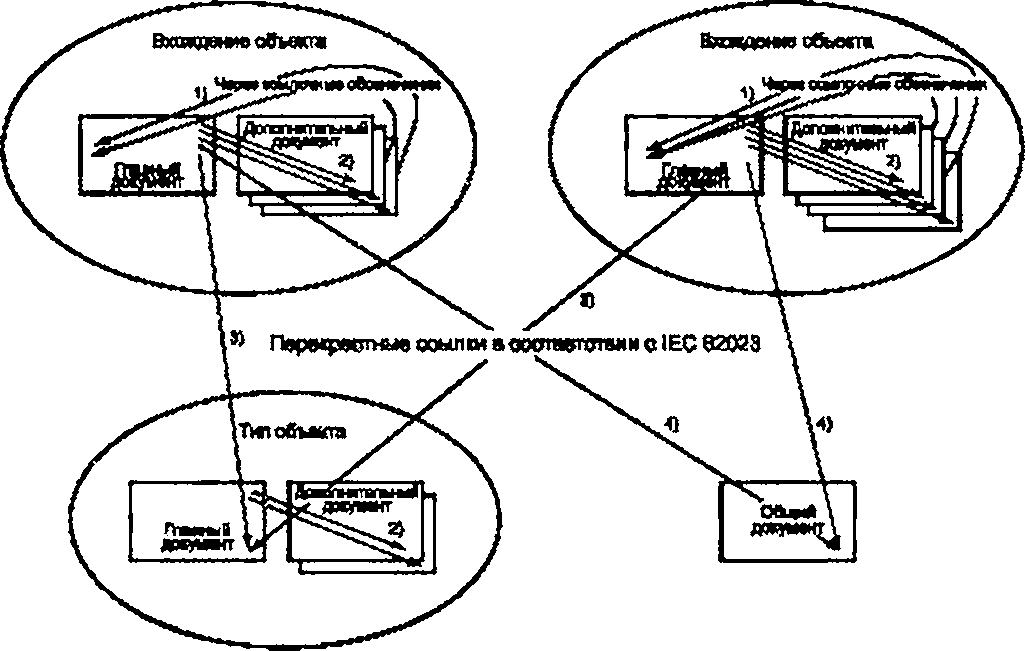 Вхождение объекта
Вхождение объекта
1) Через ссылочные обозначения
1) Через ссылочные обозначения
Дополнительный
документ
2)
Главный
документ
Дополнительный
документ
2)
Главный
документ
3)
3)
Перекрестные ссылки в соответствии с IEC 82023
4)
4)
Тип объекта
Дополнительный
документ
2)
Главный
документ
Общий
документ